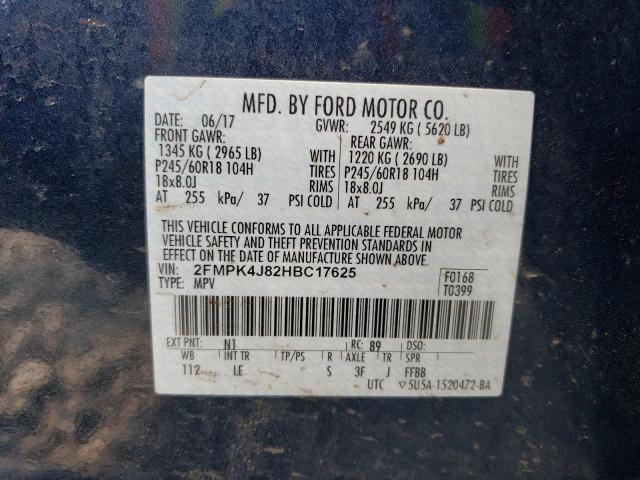 MFD. BY FORD MOTOR CO.
DATE: 06/17 GVWR: 2549 KG ( 5620 LB)
FRONT GAWR: REAR GAWR:
1345 KG ( 2965 LB) WITH 1220 KG ( 2690 LB) WITH
P245/60R18 104H TIRES P245/60R18 104H TIRES
18x8.0J RIMS 18x8.0J RIMS
AT 255 kPa/ 37 PSI COLD AT 255 kPa/ 37 PSI COLD
THIS VEHICLE CONFORMS TO ALL APPLICABLE FEDERAL MOTOR
VEHICLE SAFETY AND THEFT PREVENTION STANDARDS IN
EFFECT ON THE DATE OF MANUFACTURE SHOWN ABOVE.
VIN: 2FMPK4J82HBC17625 F0168
TYPE: MPV T0399
EXT PNT: N1 RC: 89 DSO:
WB INT TR TP/PS R AXLE TR SPR
112 LE S 3F J FFBB
UTC ▽5U5A-1520472-BA